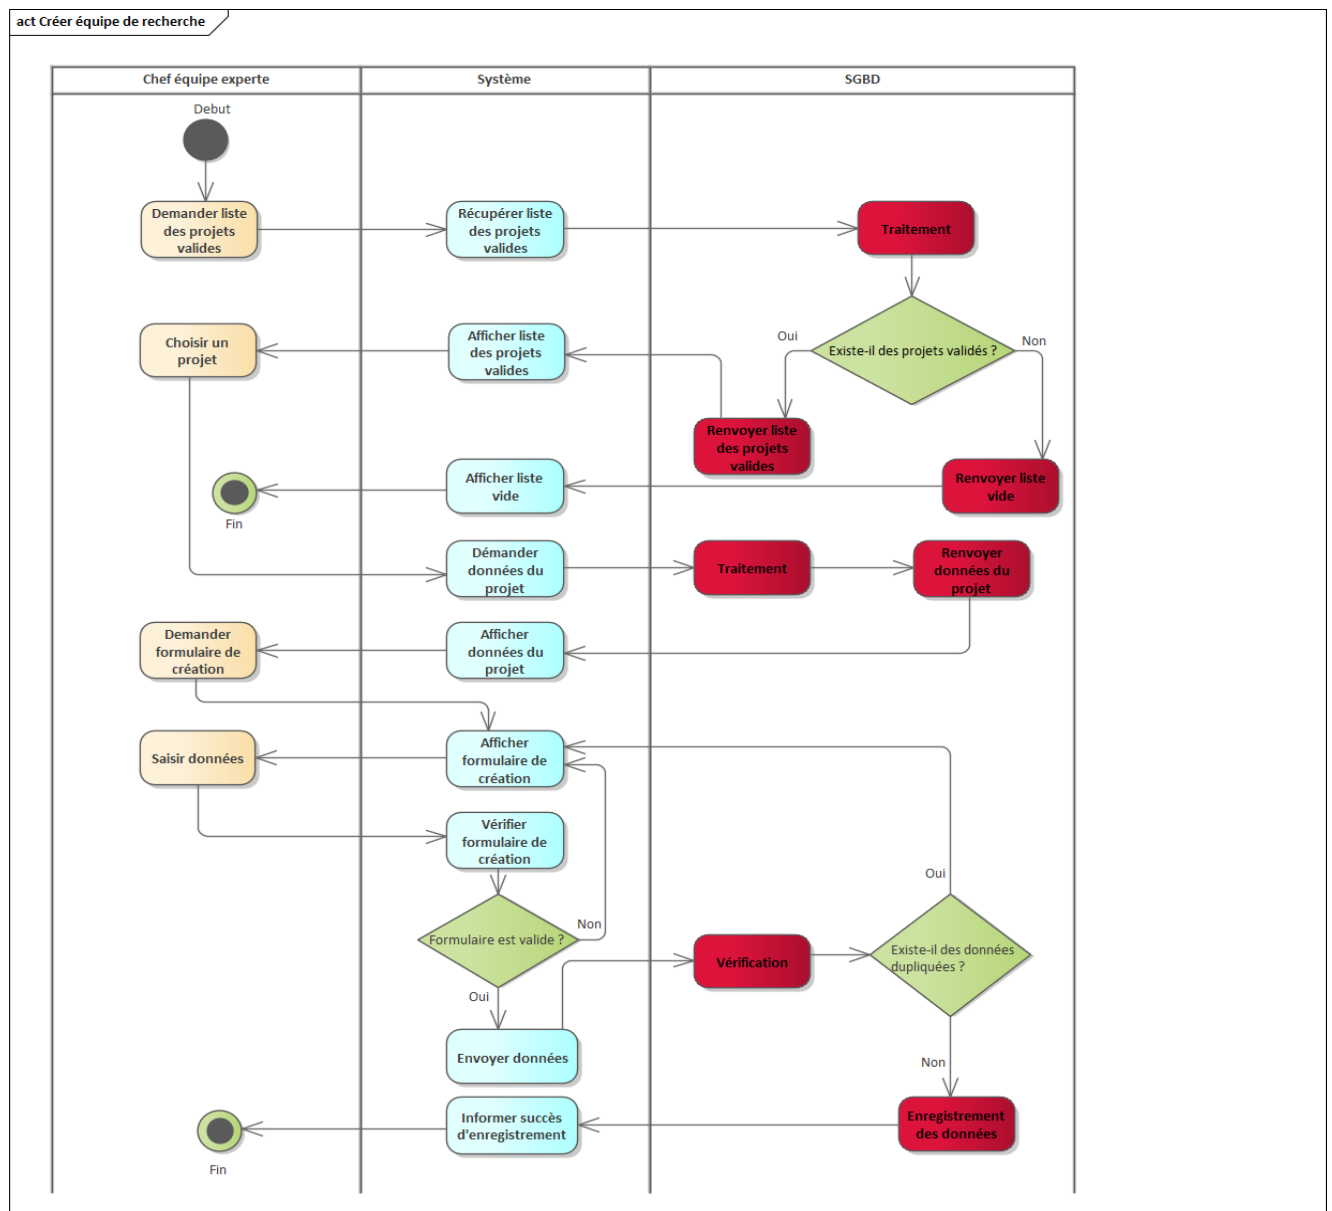 act Créer équipe de recherche
Chef équipe experte
Système
SGBD
Debut
Demander liste
des projets
valides
Récupérer liste
des projets
valides
Traitement
Choisir un
projet
Afficher liste
des projets
valides
Oui
Existe-il des projets validés ?
Non
Renvoyer liste
des projets
valides
Fin
Afficher liste
vide
Renvoyer liste
vide
Démander
données du
projet
Traitement
Renvoyer
données du
projet
Demander
formulaire de
création
Afficher
données du
projet
Saisir données
Afficher
formulaire de
création
Vérifier
formulaire de
création
Oui
Formulaire est valide ?
Non
Vérification
Existe-il des données
dupliquées ?
Oui
Envoyer données
Non
Fin
Informer succès
d'enregistrement
Enregistrement
des données